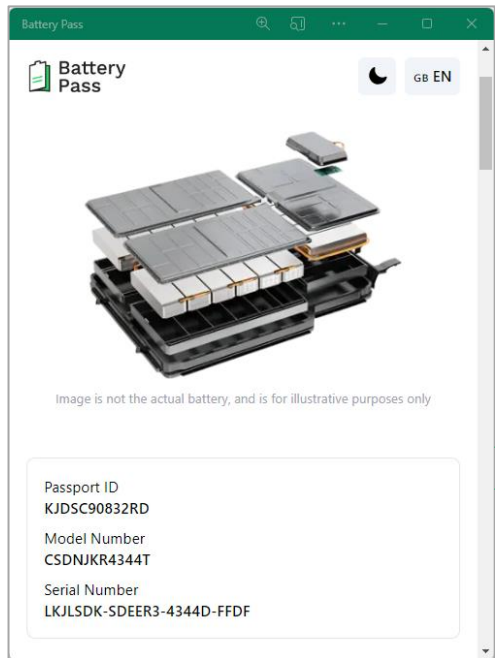 Battery Pass
Battery
Pass
GB EN
Image is not the actual battery, and is for illustrative purposes only
Passport ID
KJDSC90832RD
Model Number
CSDNJKR4344T
Serial Number
LKJLSDK-SDEER3-4344D-FFDF